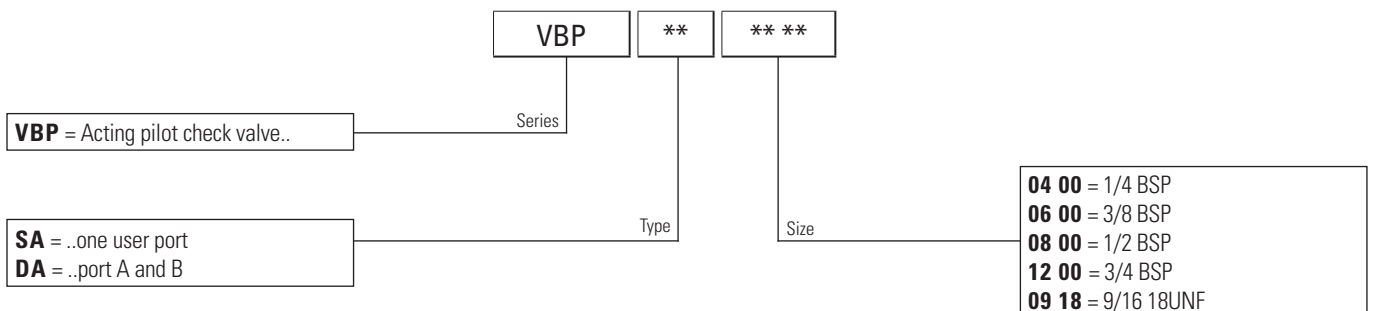 VBP ** ** **
VBP = Acting pilot check valve..
Series
SA = ..one user port
DA = ..port A and B
Type
Size
04 00 = 1/4 BSP
06 00 = 3/8 BSP
08 00 = 1/2 BSP
12 00 = 3/4 BSP
09 18 = 9/16 18UNF